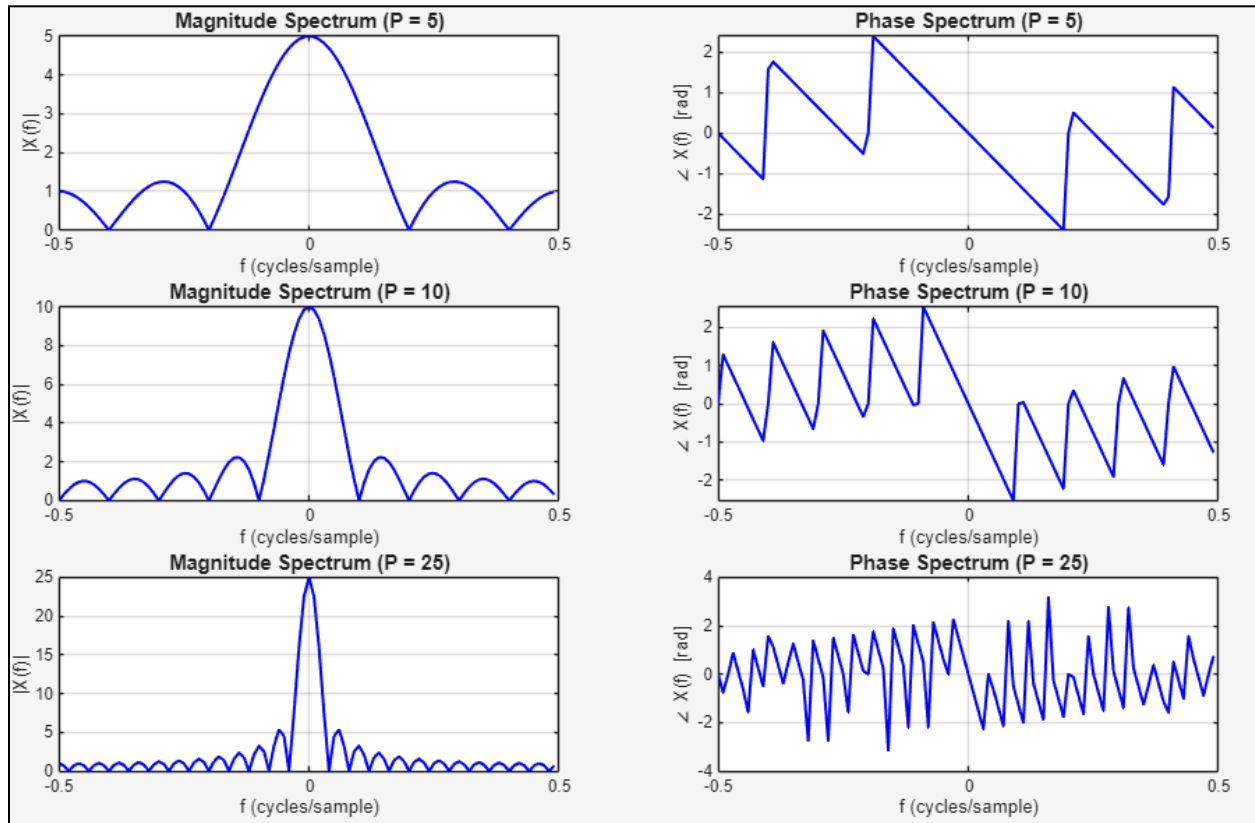 Magnitude Spectrum (P = 5)
|X(f)|
5
4
3
2
1
0
-0.5
0
0.5
f (cycles/sample)
Phase Spectrum (P = 5)
∠ X(f) [rad]
2
1
0
-1
-2
-0.5
0
0.5
f (cycles/sample)
Magnitude Spectrum (P = 10)
|X(f)|
10
8
6
4
2
0
-0.5
0
0.5
f (cycles/sample)
Phase Spectrum (P = 10)
∠ X(f) [rad]
2
1
0
-1
-2
-0.5
0
0.5
f (cycles/sample)
Magnitude Spectrum (P = 25)
|X(f)|
25
20
15
10
5
0
-0.5
0
0.5
f (cycles/sample)
Phase Spectrum (P = 25)
∠ X(f) [rad]
4
2
0
-2
-4
-0.5
0
0.5
f (cycles/sample)